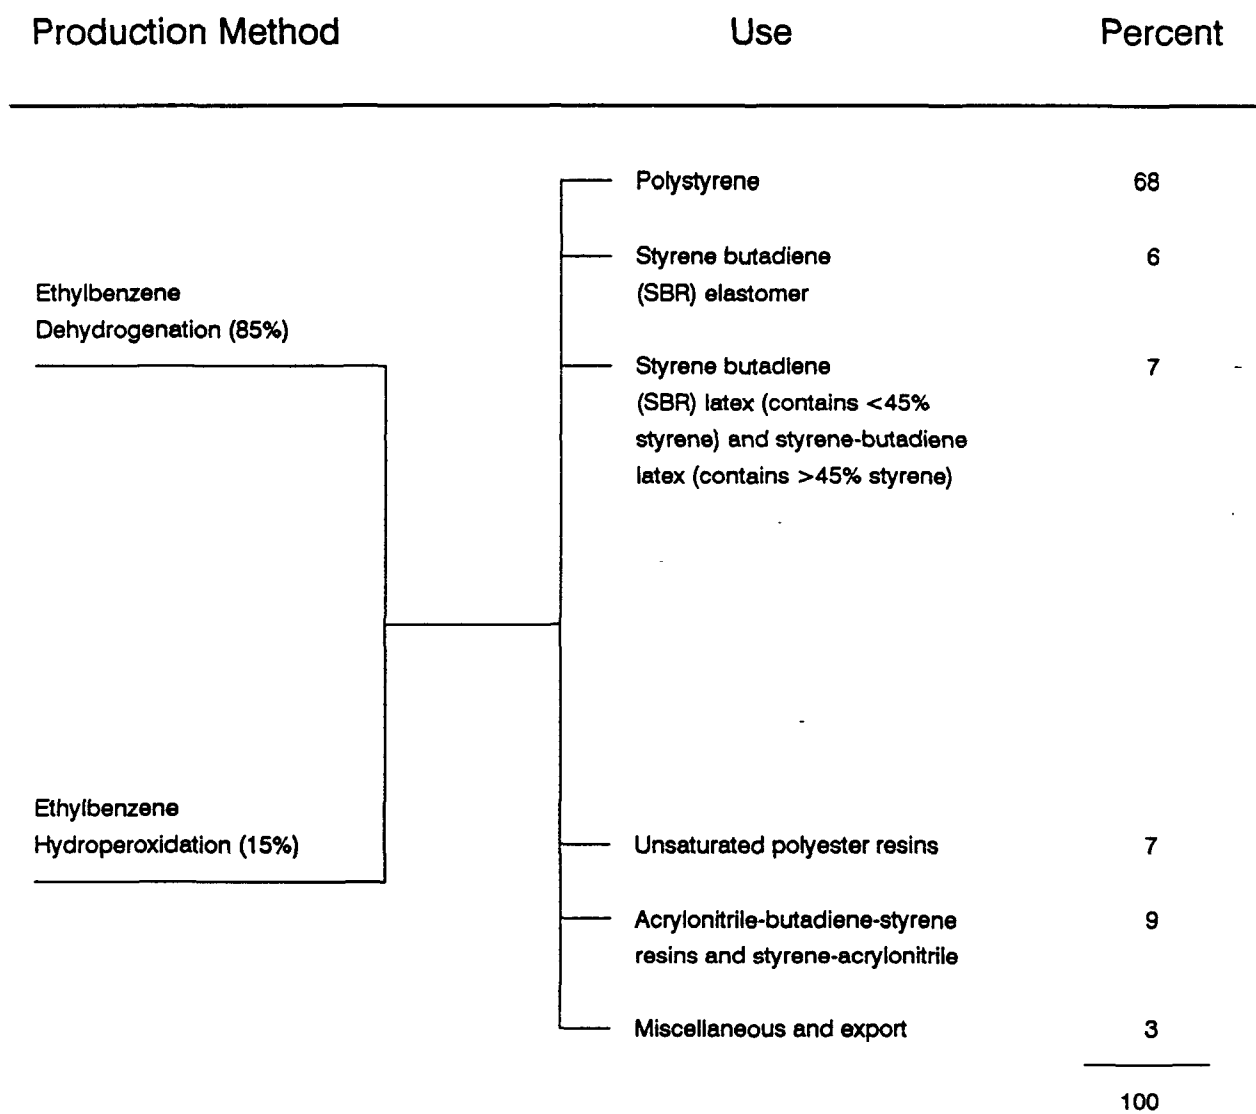 Production Method Use Percent
Polystyrene 68
Styrene butadiene 6
(SBR) elastomer
Ethylbenzene
Dehydrogenation (85%)
Styrene butadiene 7
(SBR) latex (contains <45%
styrene) and styrene-butadiene
latex (contains >45% styrene)
Ethylbenzene
Hydroperoxidation (15%)
Unsaturated polyester resins 7
Acrylonitrile-butadiene-styrene 9
resins and styrene-acrylonitrile
Miscellaneous and export 3
100